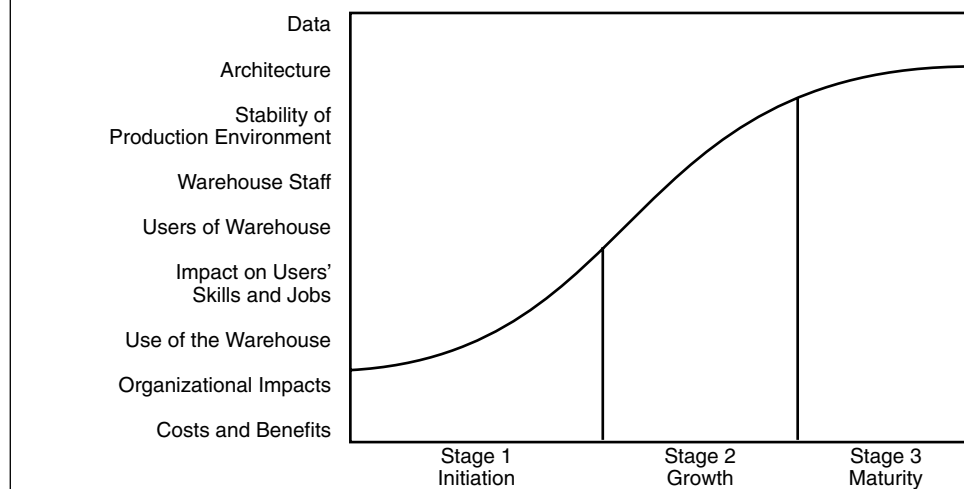 Data
Architecture
Stability of
Production Environment
Warehouse Staff
Users of Warehouse
Impact on Users’
Skills and Jobs
Use of the Warehouse
Organizational Impacts
Costs and Benefits
Stage 1
Initiation
Stage 2
Growth
Stage 3
Maturity